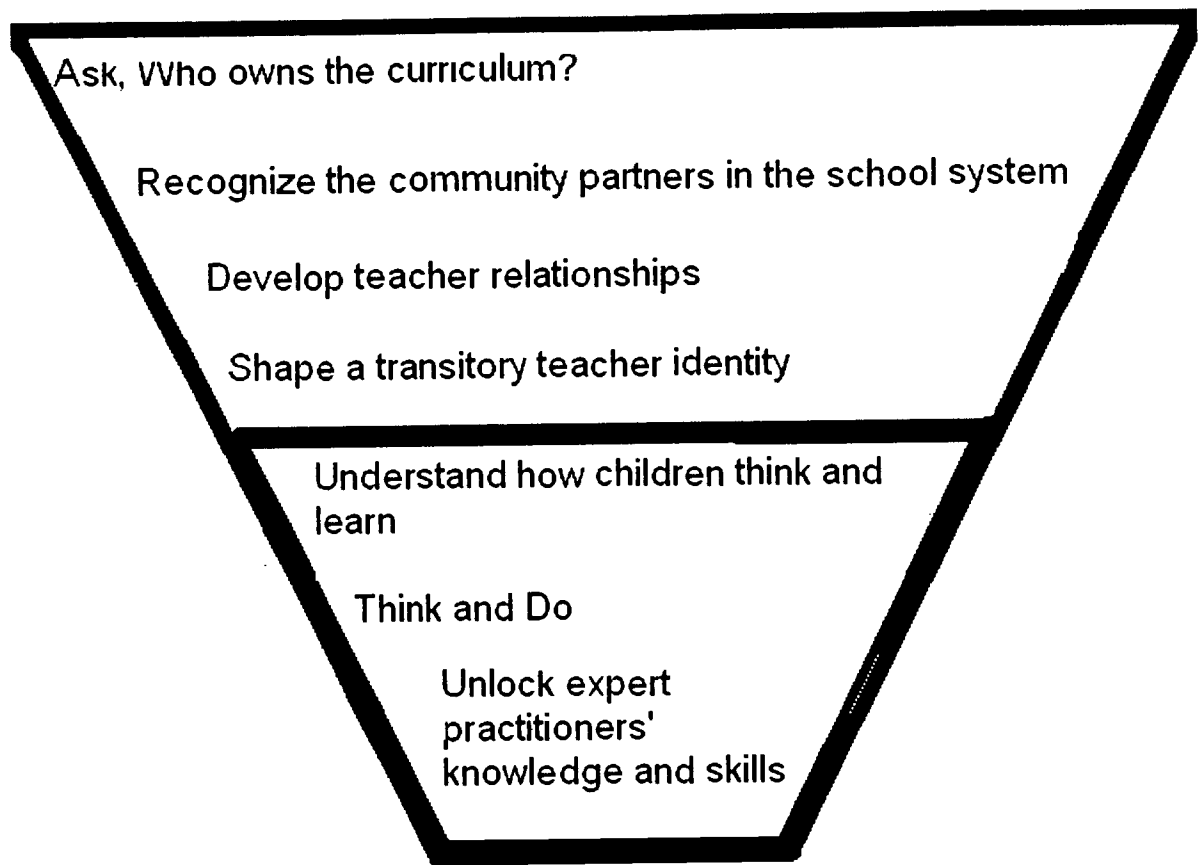 Ask, Who owns the curriculum?
Recognize the community partners in the school system
Develop teacher relationships
Shape a transitory teacher identity
Understand how children think and
learn
Think and Do
Unlock expert
practitioners'
knowledge and skills